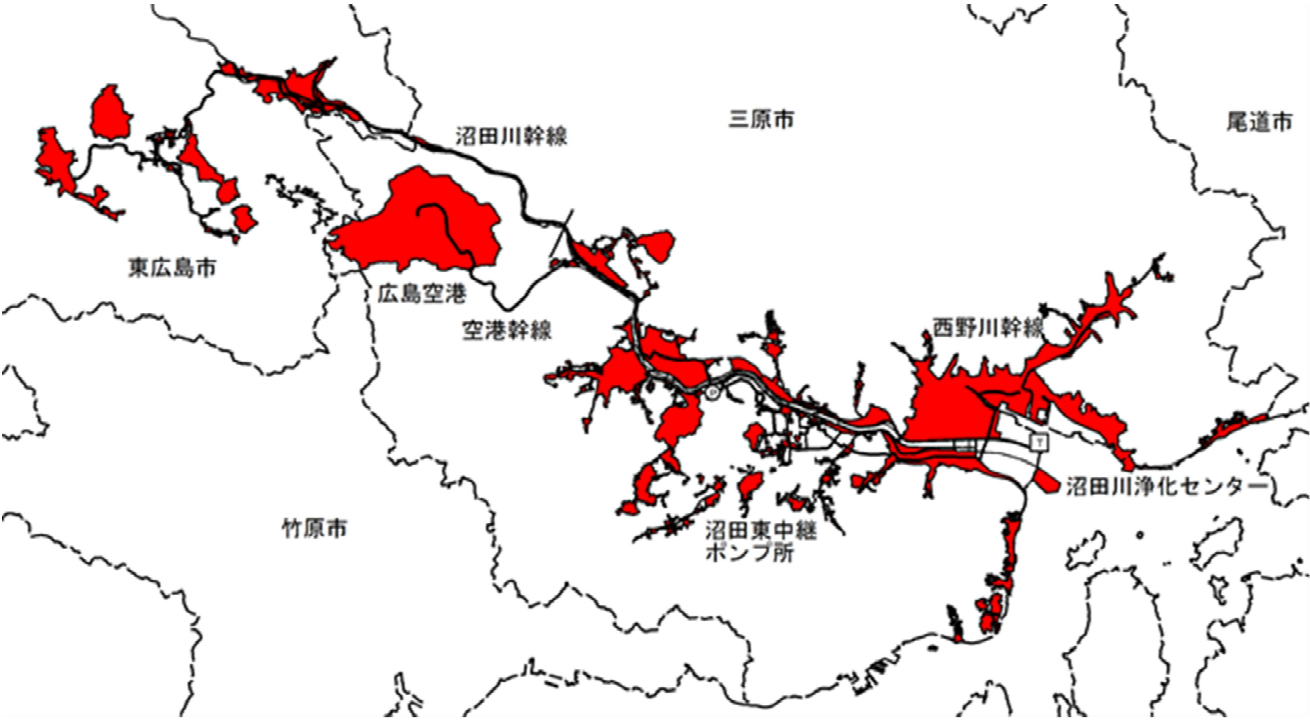 三原市
尾道市
沼田川幹線
東広島市
広島空港
空港幹線
西野川幹線
沼田川浄化センター
竹原市
沼田東中継
ポンプ所
T